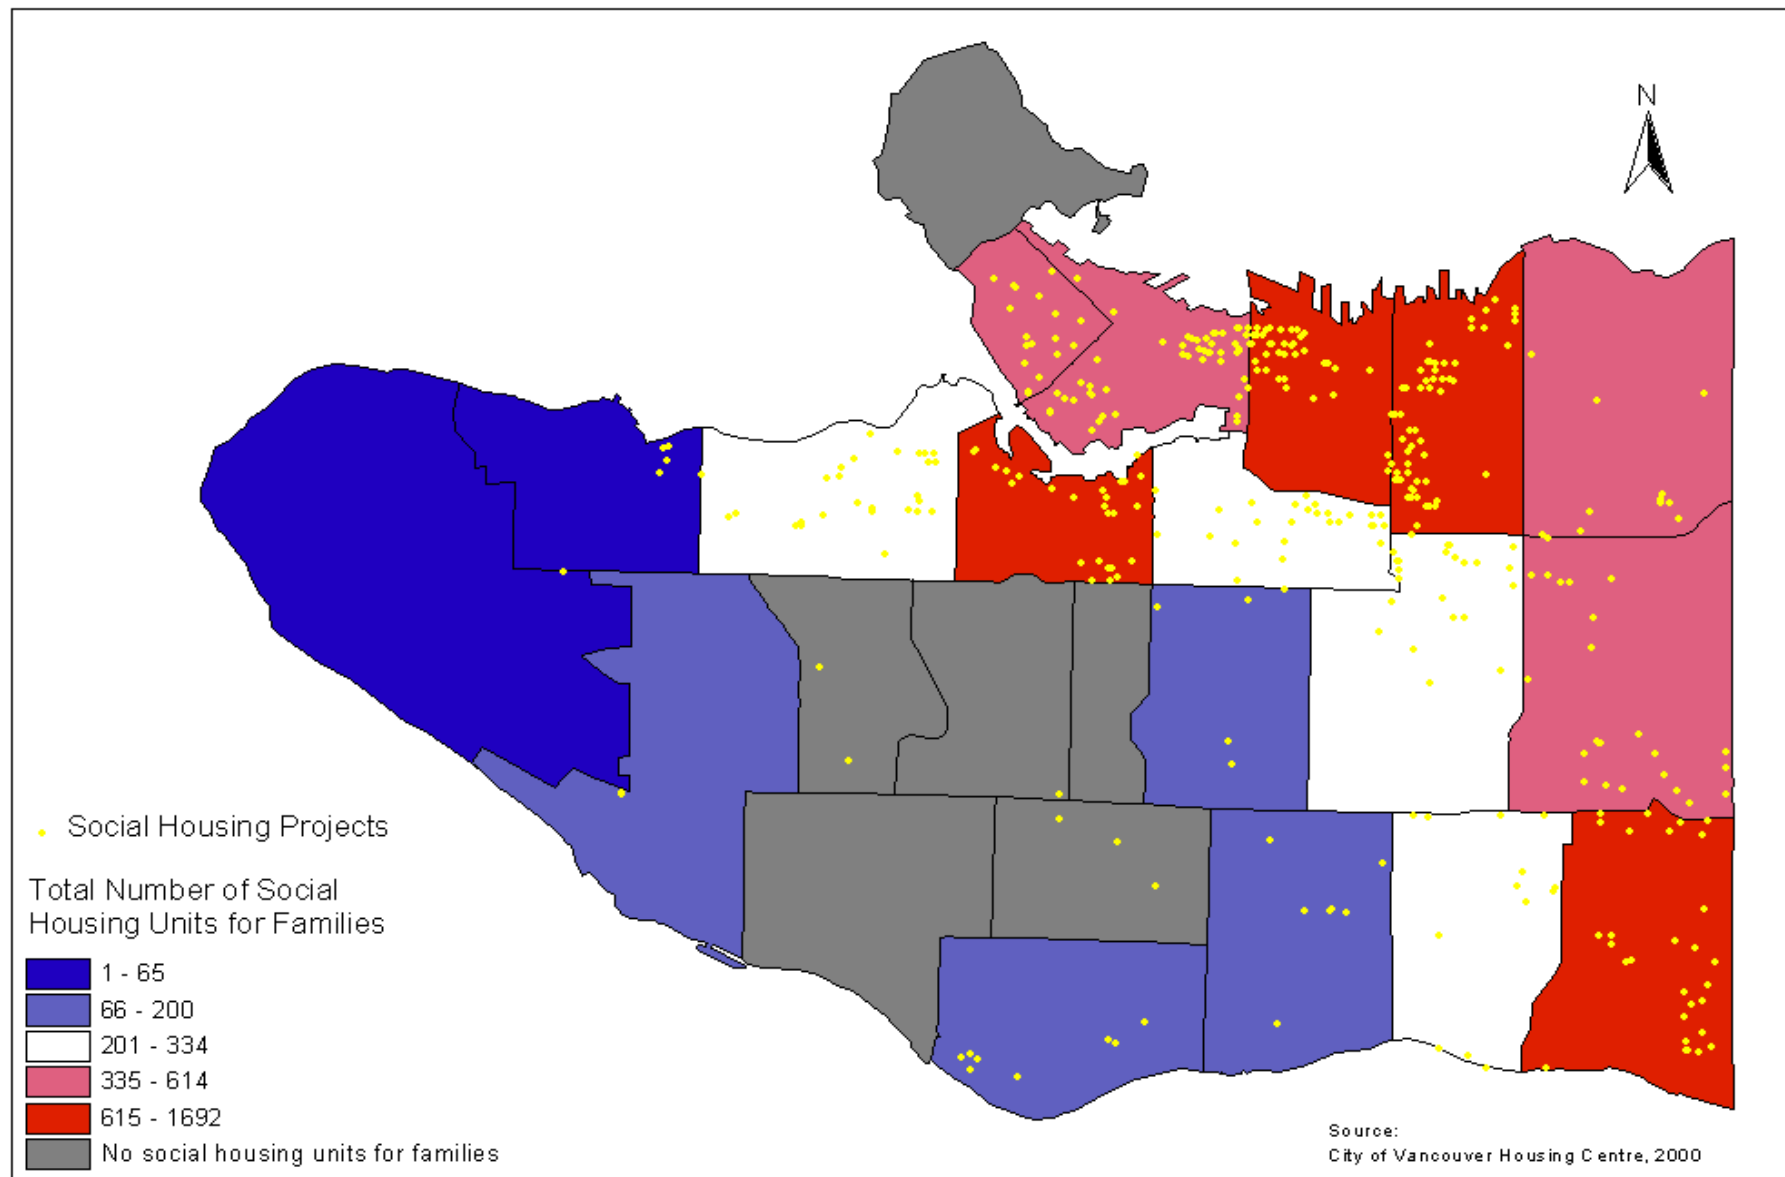 N
Social Housing Projects
Total Number of Social
Housing Units for Families
1 - 65
66 - 200
201 - 334
335 - 614
615 - 1692
No social housing units for families
Source:
City of Vancouver Housing Centre, 2000